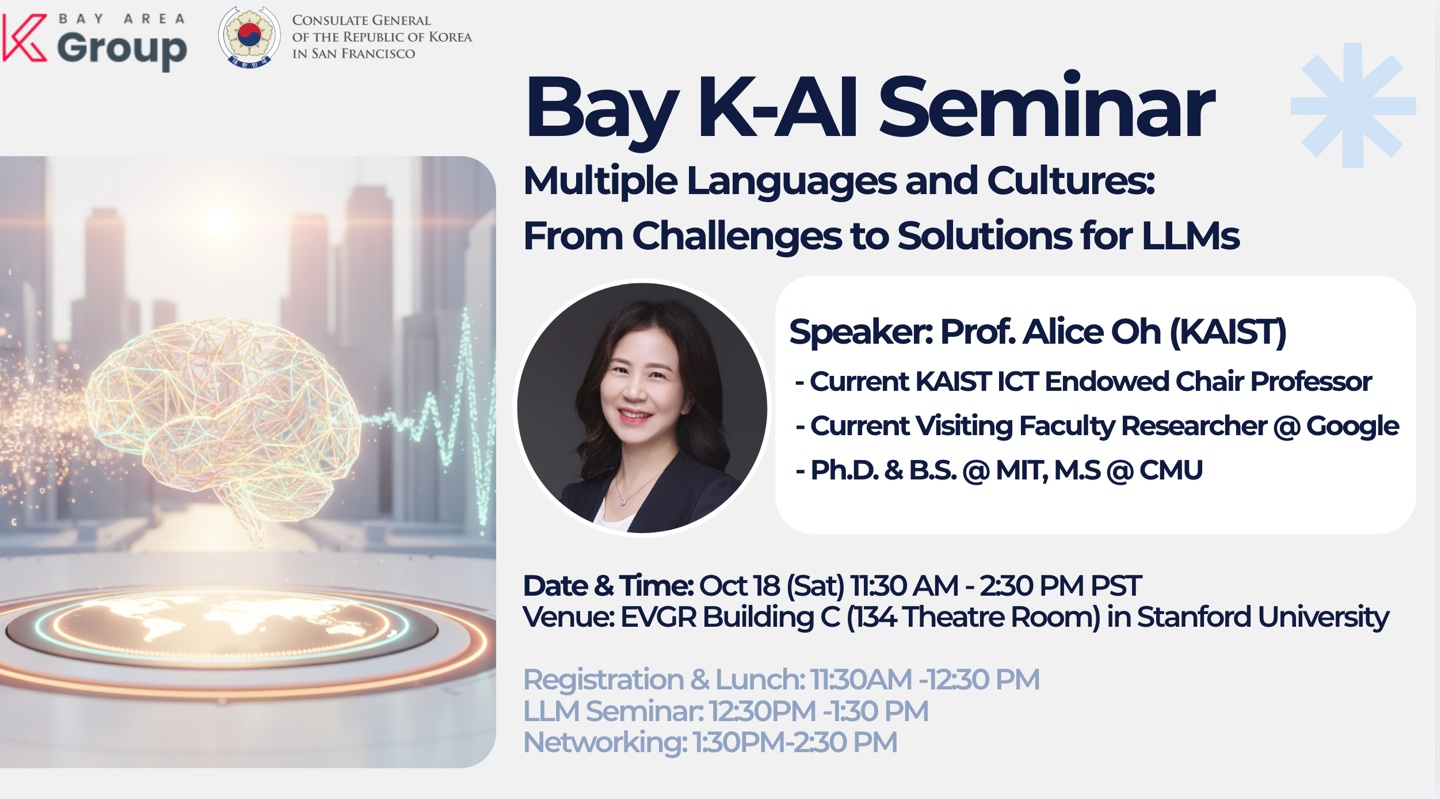 BAY AREA
Group
CONSULATE GENERAL
OF THE REPUBLIC OF KOREA
IN SAN FRANCISCO
대한민국
Bay K-AI Seminar
Multiple Languages and Cultures:
From Challenges to Solutions for LLMs
Speaker: Prof. Alice Oh (KAIST)
- Current KAIST ICT Endowed Chair Professor
- Current Visiting Faculty Researcher @ Google
- Ph.D. & B.S. @ MIT, M.S @ CMU
Date & Time: Oct 18 (Sat) 11:30 AM - 2:30 PM PST
Venue: EVGR Building C (134 Theatre Room) in Stanford University
Registration & Lunch: 11:30AM -12:30 PM
LLM Seminar: 12:30PM -1:30 PM
Networking: 1:30PM-2:30 PM